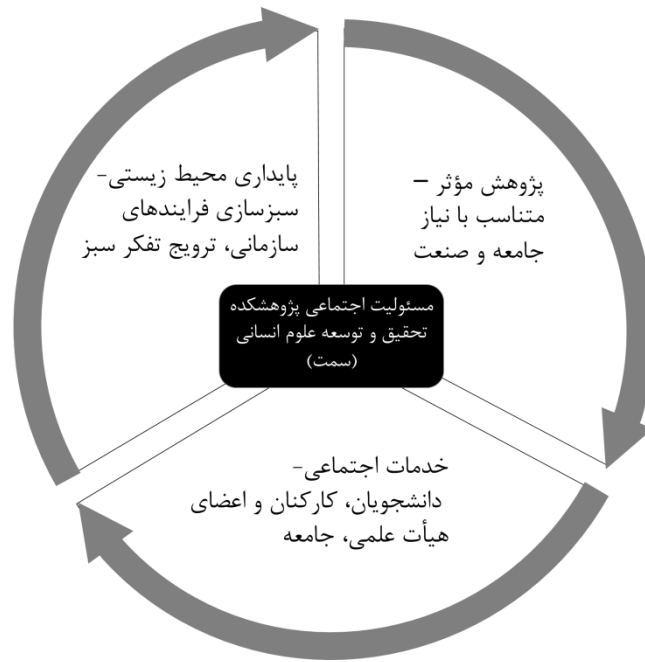 پژوهش مؤثر –
متناسب با نیاز
جامعه و صنعت
پایداری محیط زیستی-
سبزسازی فرایندهای
سازمانی، ترویج تفکر سبز
مسئولیت اجتماعی پژوهشکده
تحقیق و توسعه علوم انسانی
(سمت)
خدمات اجتماعی-
دانشجویان، کارکنان و اعضای
هیأت علمی، جامعه